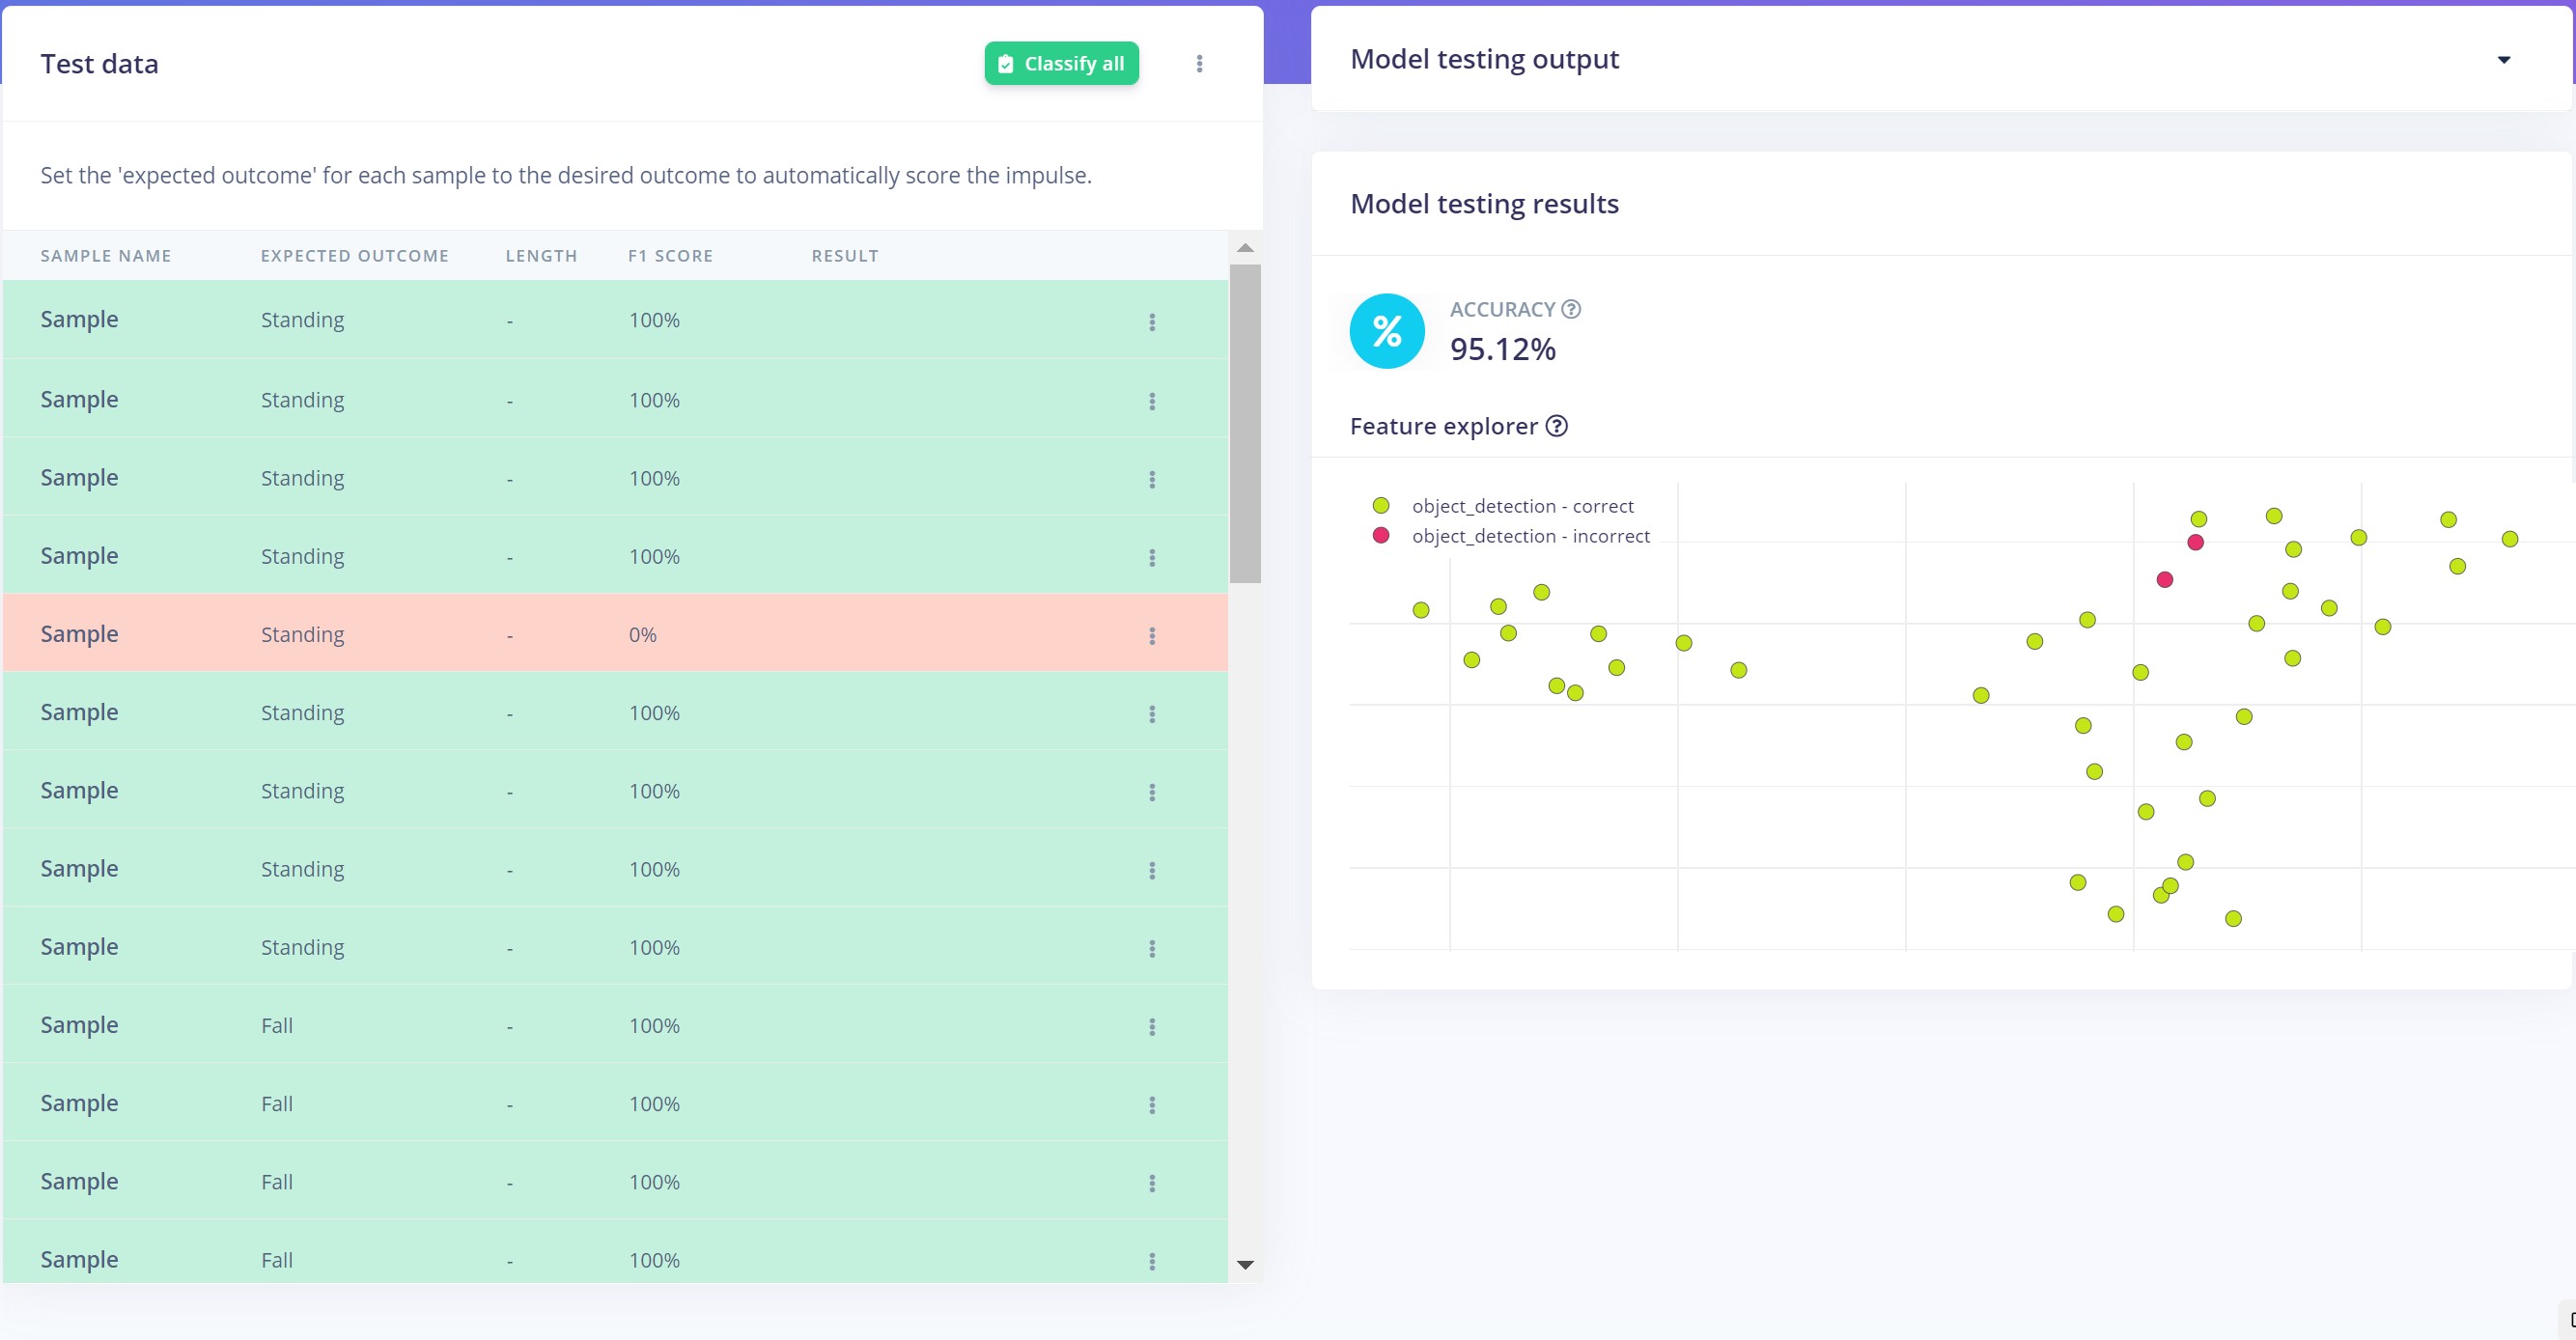 Test data
Classify all
Set the 'expected outcome' for each sample to the desired outcome to automatically score the impulse.
SAMPLE NAME EXPECTED OUTCOME LENGTH F1 SCORE RESULT
Sample Standing - 100%
Sample Standing - 100%
Sample Standing - 100%
Sample Standing - 100%
Sample Standing - 0%
Sample Standing - 100%
Sample Standing - 100%
Sample Standing - 100%
Sample Standing - 100%
Sample Fall - 100%
Sample Fall - 100%
Sample Fall - 100%
Sample Fall - 100%
Model testing output
Model testing results
%
ACCURACY ?
95.12%
Feature explorer ?
object_detection - correct
object_detection - incorrect